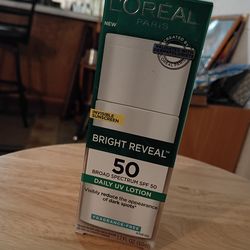 L'ORÉAL
PARIS
NEW
INVISIBLE
SUNSCREEN
BRIGHT REVEAL™
50
BROAD SPECTRUM SPF 50
DAILY UV LOTION
Visibly reduce the appearance
of dark spots*
FRAGRANCE-FREE